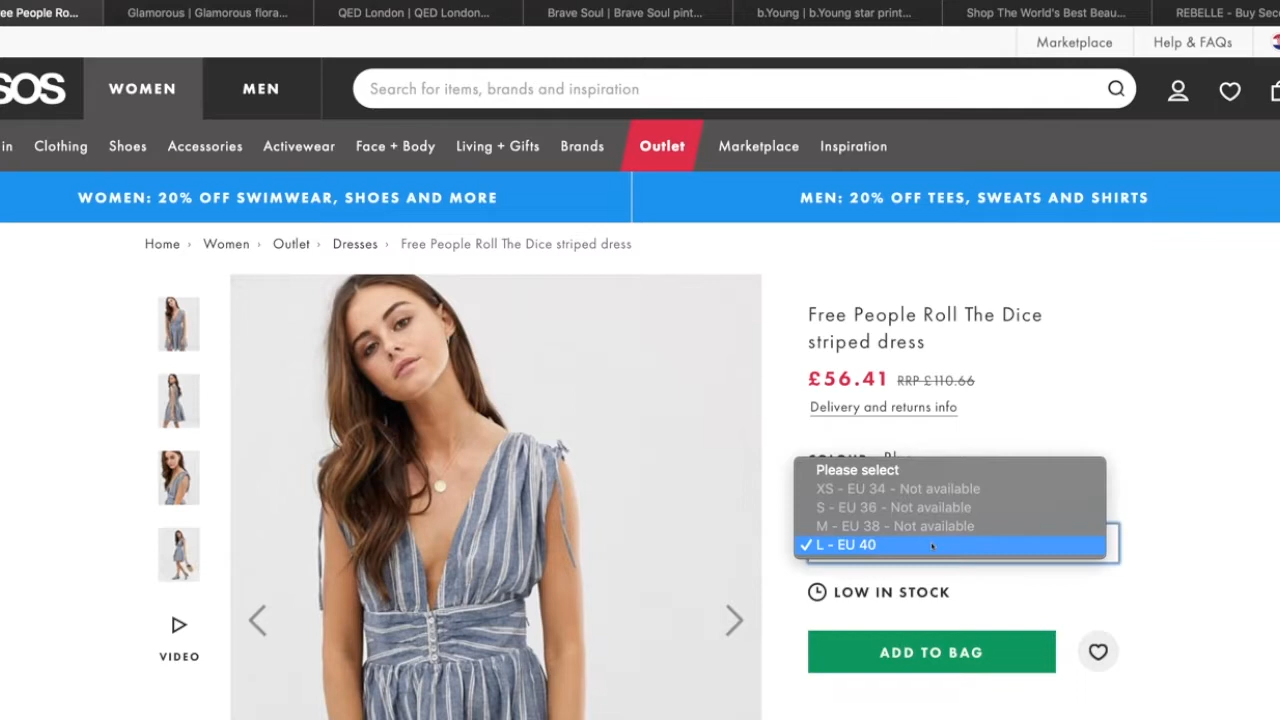 ree People Ro...
Glamorous | Glamorous flora...
QED London | QED London...
Brave Soul | Brave Soul pint...
b.Young | b.Young star print...
Shop The World's Best Beau...
REBELLE - Buy Sec
Marketplace
Help & FAQs
SOS
WOMEN
MEN
Search for items, brands and inspiration
in
Clothing
Shoes
Accessories
Activewear
Face + Body
Living + Gifts
Brands
Outlet
Marketplace
Inspiration
WOMEN: 20% OFF SWIMWEAR, SHOES AND MORE
MEN: 20% OFF TEES, SWEATS AND SHIRTS
Home › Women › Outlet › Dresses › Free People Roll The Dice striped dress
Free People Roll The Dice
striped dress
£56.41 RRP £110.66
Delivery and returns info
Please select
XS - EU 34 - Not available
S - EU 36 - Not available
M - EU 38 - Not available
✓ L - EU 40
LOW IN STOCK
ADD TO BAG
VIDEO